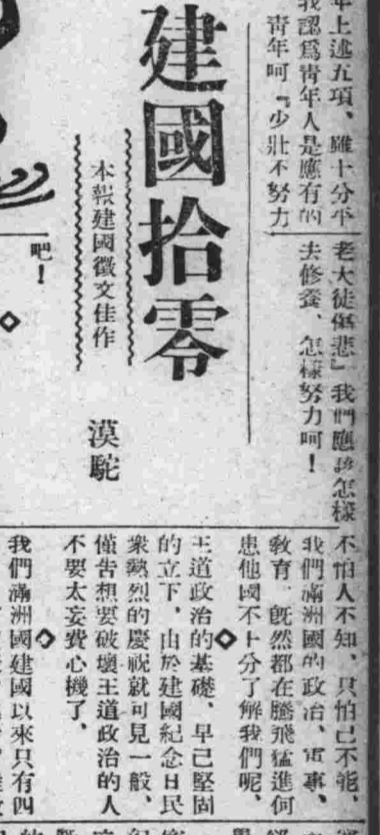 年上述五項、雖十分平
我認爲靑年人是應有的
靑年呵『少壯不努力
老大徒傷悲』我們應該怎樣
去修養、怎樣努力呵！
建國拾零
本報建國徵文佳作
漠駝
吧！
不怕人不知、只怕己不能、
我們滿洲國的政治、軍事、
敎育、旣然都在騰飛猛進何
患他國不十分了解我們呢、
王道政治的基礎、早已堅固
的立下、由於建國紀念日民
衆熱烈的慶祝就可見一般、
僅吿想要破壞王道政治的人
不要太妄費心機了、
我們滿洲國建國以來只有四